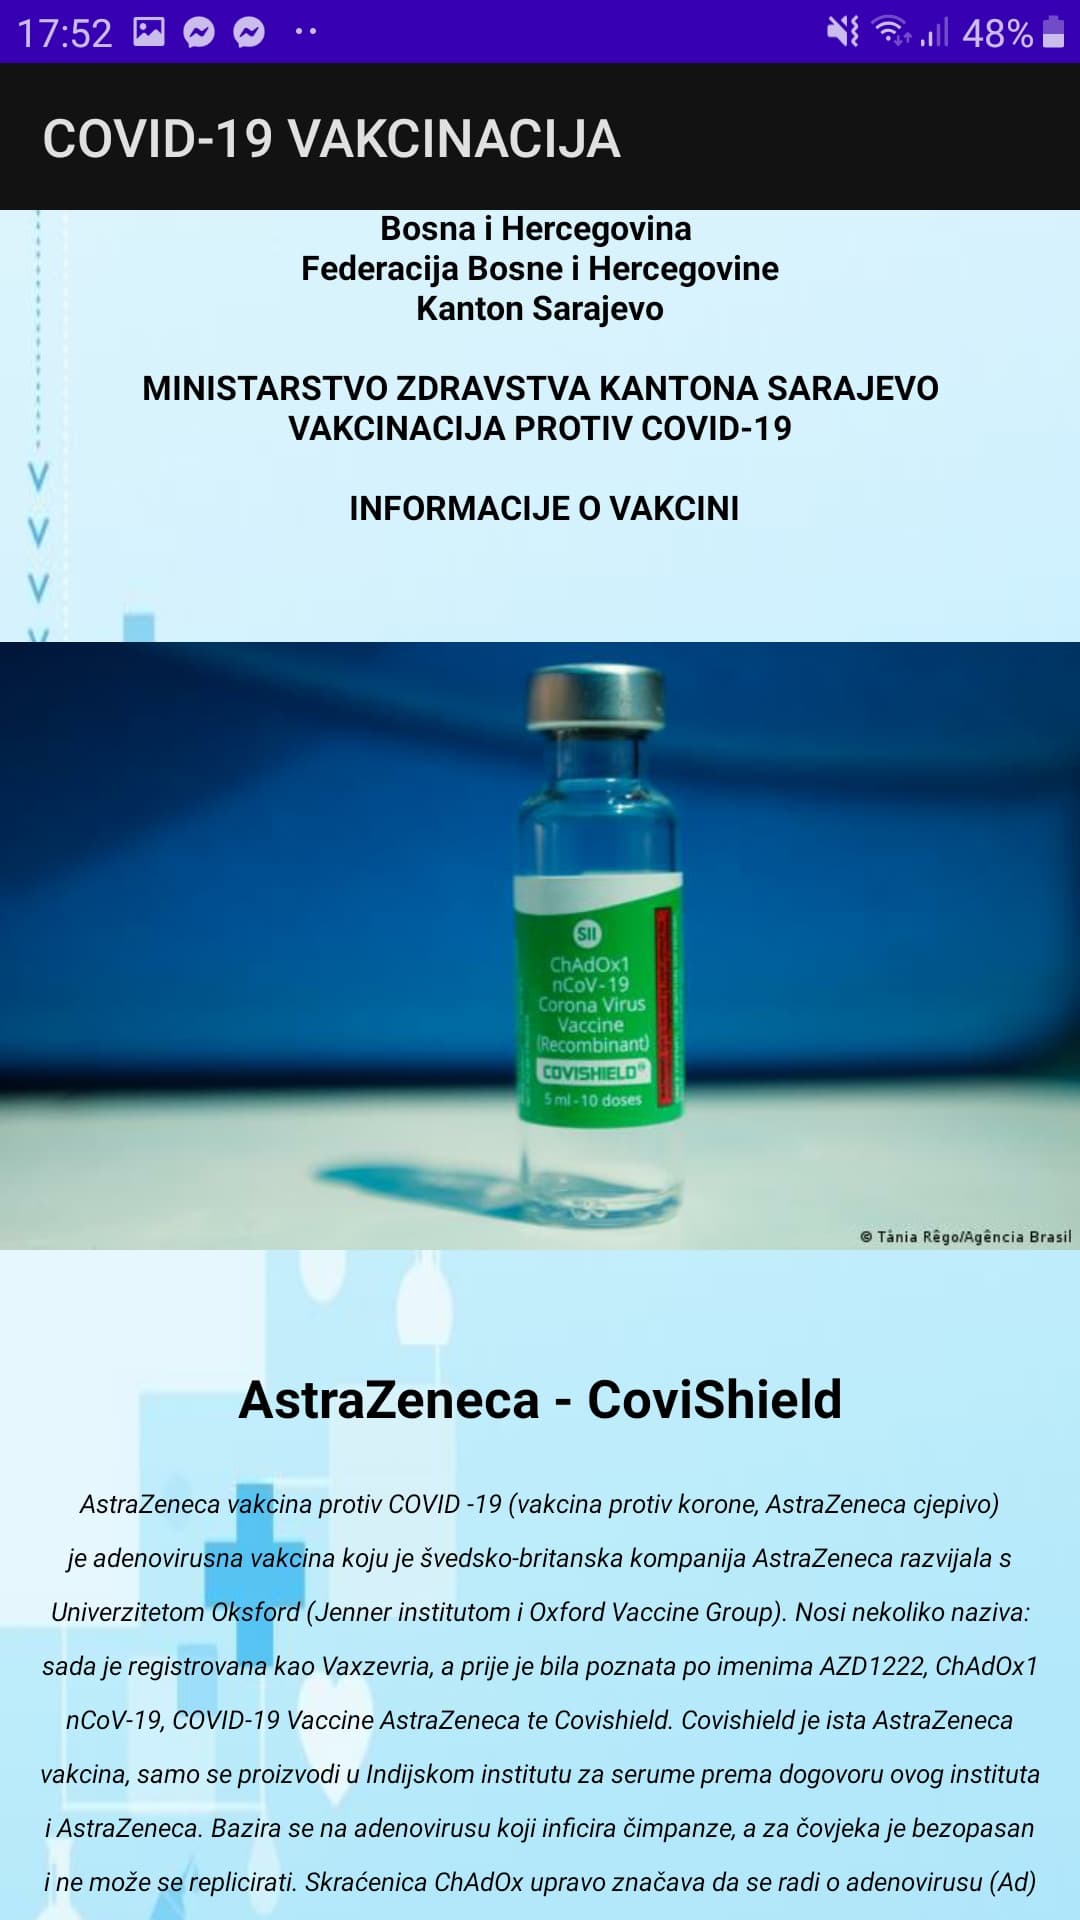 17:52
48%
COVID-19 VAKCINACIJA
Bosna i Hercegovina
Federacija Bosne i Hercegovine
Kanton Sarajevo
MINISTARSTVO ZDRAVSTVA KANTONA SARAJEVO
VAKCINACIJA PROTIV COVID-19
INFORMACIJE O VAKCINI
SII
ChAdOx1
nCoV-19
Corona Virus
Vaccine
(Recombinant)
COVISHIELD
5 ml - 10 doses
© Tània Rêgo/Agência Brasil
AstraZeneca - CoviShield
AstraZeneca vakcina protiv COVID -19 (vakcina protiv korone, AstraZeneca cjepivo)
je adenovirusna vakcina koju je švedsko-britanska kompanija AstraZeneca razvijala s
Univerzitetom Oksford (Jenner institutom i Oxford Vaccine Group). Nosi nekoliko naziva:
sada je registrovana kao Vaxzevria, a prije je bila poznata po imenima AZD1222, ChAdOx1
nCoV-19, COVID-19 Vaccine AstraZeneca te Covishield. Covishield je ista AstraZeneca
vakcina, samo se proizvodi u Indijskom institutu za serume prema dogovoru ovog instituta
i AstraZeneca. Bazira se na adenovirusu koji inficira čimpanze, a za čovjeka je bezopasan
i ne može se replicirati. Skraćenica ChAdOx upravo značava da se radi o adenovirusu (Ad)